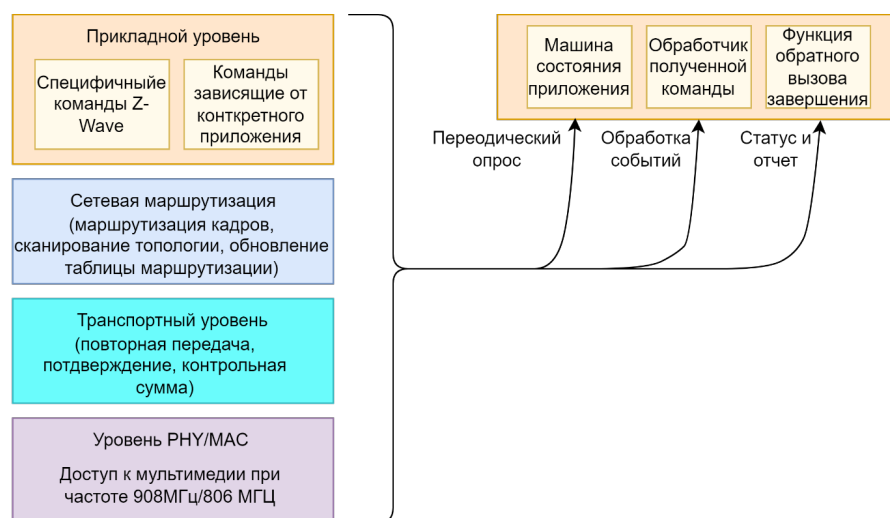 Прикладной уровень
Специфичныйе
команды Z-
Wave
Команды
зависящие от
конткретного
приложения
Сетевая маршрутизация
(маршрутизация кадров,
сканирование топологии, обновление
таблицы маршрутизации)
Транспортный уровень
(повторная передача,
потдверждение, контрольная
сумма)
Уровень PHY/MAC
Доступ к мультимедии при
частоте 908МГц/806 МГЦ
Машина
состояния
приложения
Обработчик
полученной
команды
Функция
обратного
вызова
завершения
Переодический
опрос
Обработка
событий
Статус и
отчет